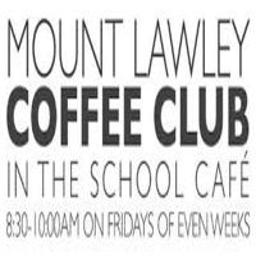 MOUNT LAWLEY
COFFEE CLUB
IN THE SCHOOL CAFÉ
8:30-10:00AM ON FRIDAYS OF EVEN WEEKS